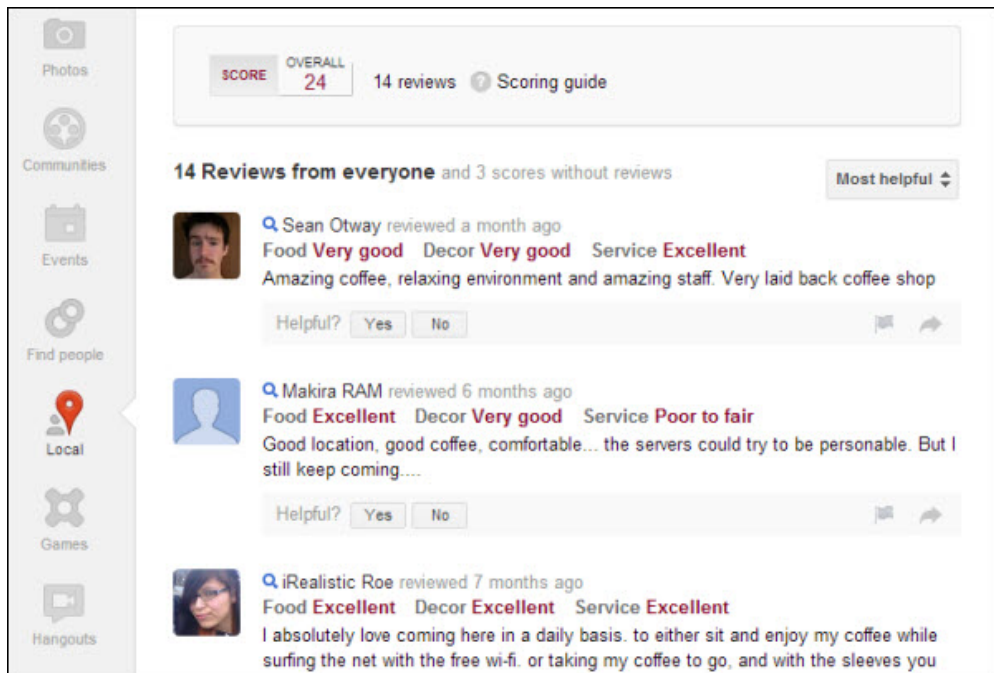 Photos
Communities
Events
Find people
Local
Games
Hangouts
SCORE
OVERALL
24
14 reviews ? Scoring guide
14 Reviews from everyone and 3 scores without reviews
Most helpful
Sean Otway reviewed a month ago
Food Very good Decor Very good Service Excellent
Amazing coffee, relaxing environment and amazing staff. Very laid back coffee shop
Helpful? Yes No
Makira RAM reviewed 6 months ago
Food Excellent Decor Very good Service Poor to fair
Good location, good coffee, comfortable... the servers could try to be personable. But I
still keep coming....
Helpful? Yes No
iRealistic Roe reviewed 7 months ago
Food Excellent Decor Excellent Service Excellent
I absolutely love coming here in a daily basis. to either sit and enjoy my coffee while
surfing the net with the free wi-fi. or taking my coffee to go, and with the sleeves you